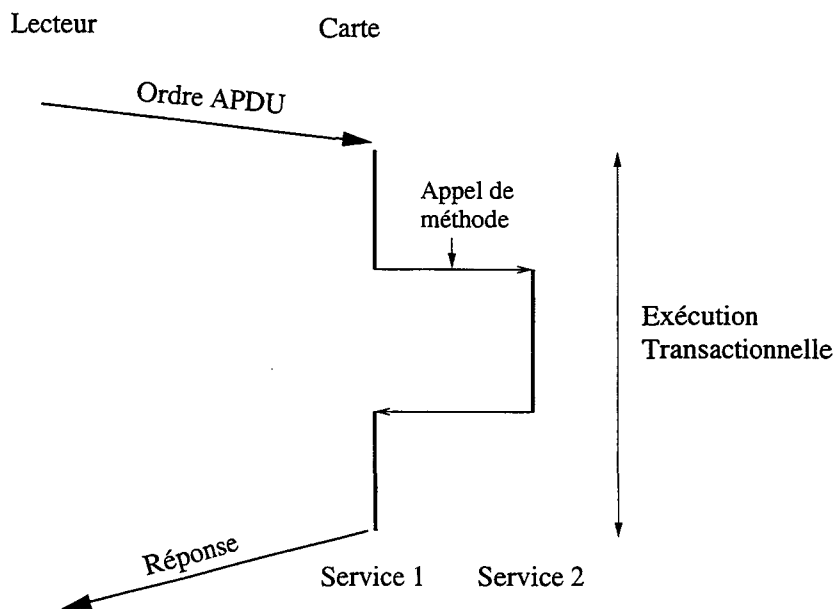 Lecteur
Carte
Ordre APDU
Appel de
méthode
Exécution
Transactionnelle
Réponse
Service 1
Service 2